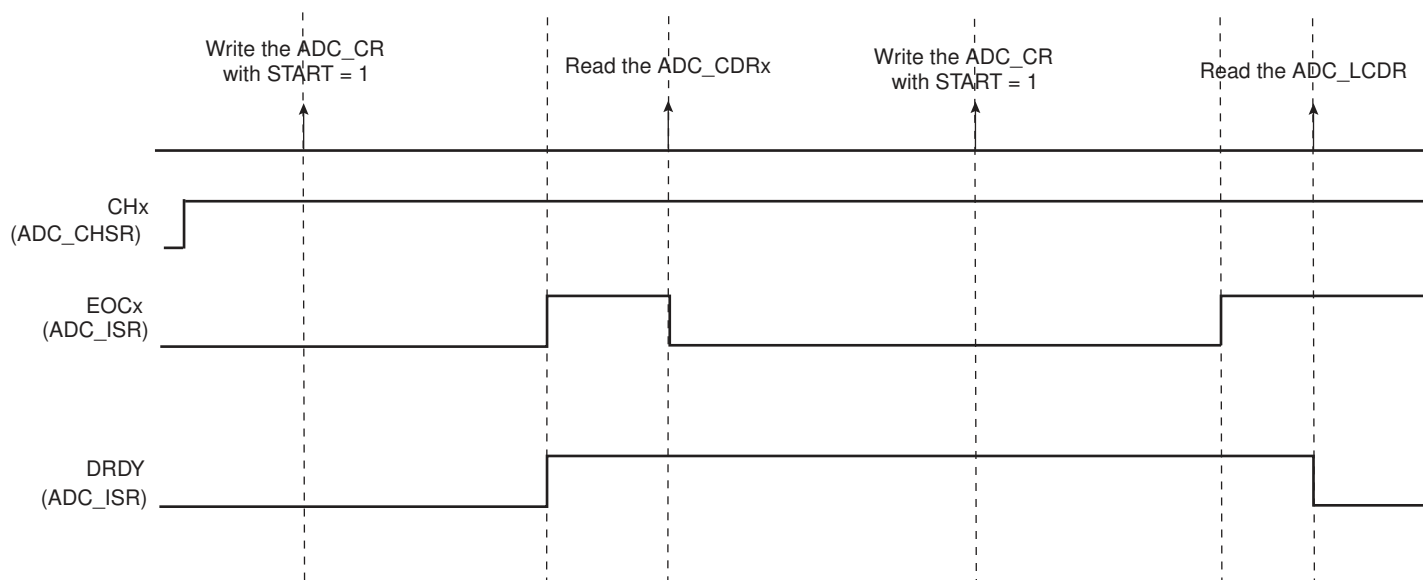 Write the ADC_CR
with START = 1
Read the ADC_CDRx
Write the ADC_CR
with START = 1
Read the ADC_LCDR
CHx
(ADC_CHSR)
EOCx
(ADC_ISR)
DRDY
(ADC_ISR)